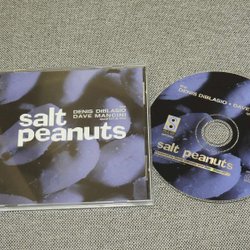 DENIS DIBLASIO
DAVE MANCINI
salt
peanuts
DENIS DIBLASIO • DAVE
salt peanuts